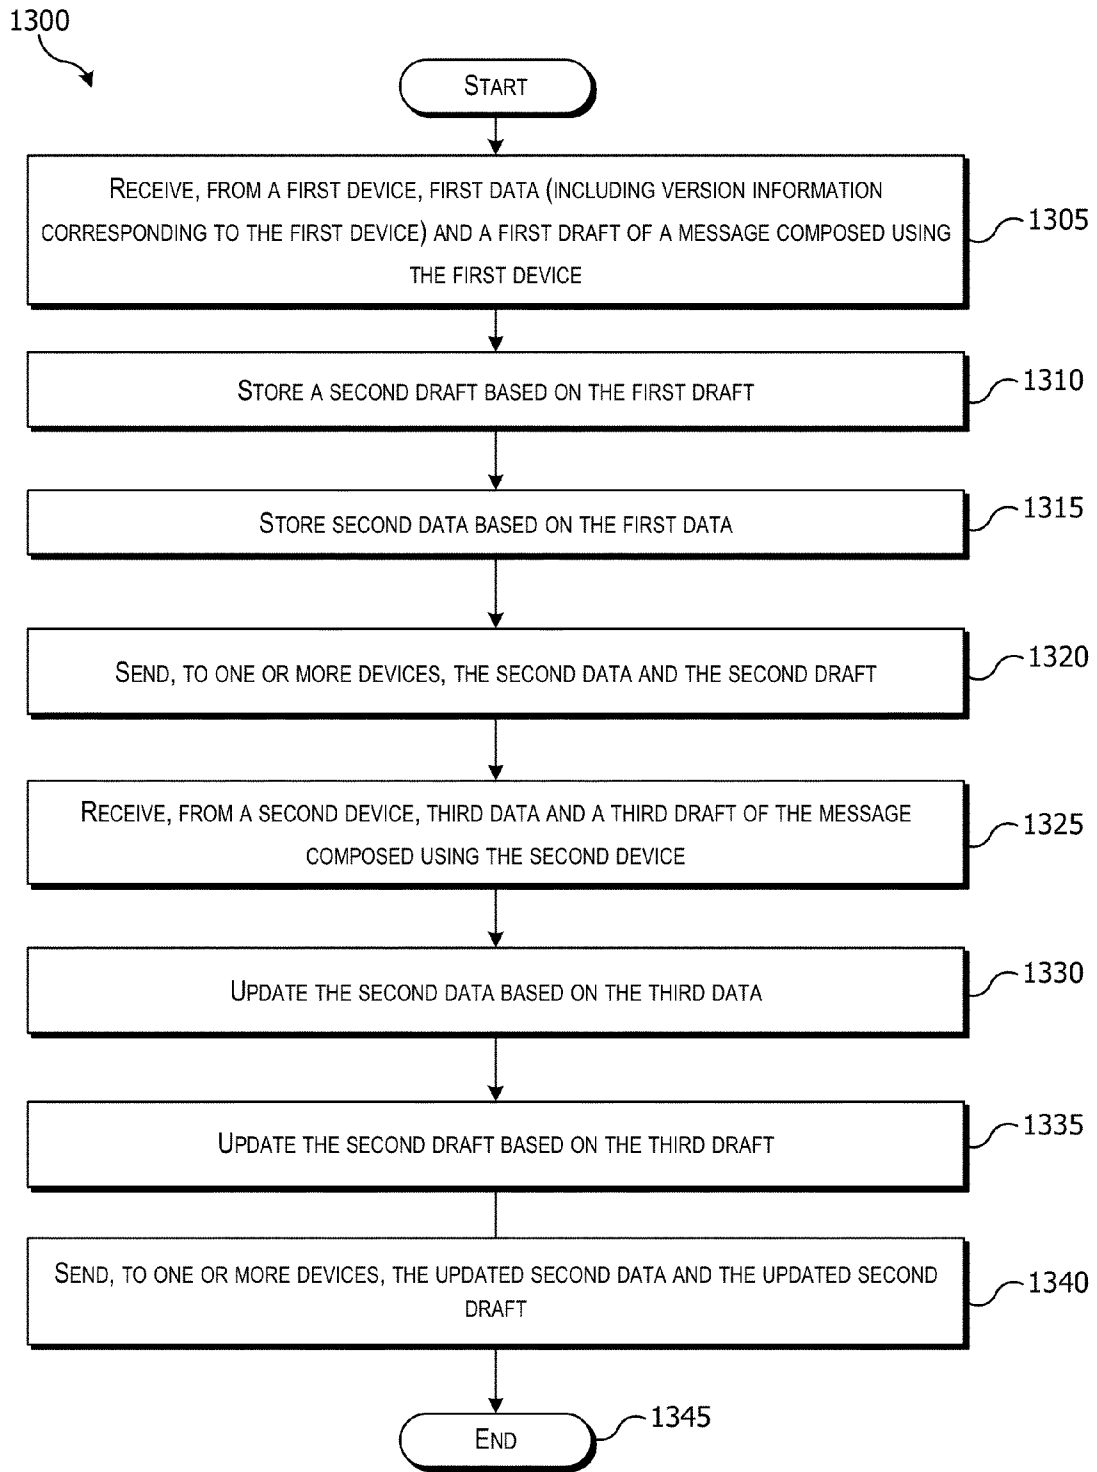 1300
START
RECEIVE, FROM A FIRST DEVICE, FIRST DATA (INCLUDING VERSION INFORMATION
CORRESPONDING TO THE FIRST DEVICE) AND A FIRST DRAFT OF A MESSAGE COMPOSED USING
THE FIRST DEVICE
1305
STORE A SECOND DRAFT BASED ON THE FIRST DRAFT
1310
STORE SECOND DATA BASED ON THE FIRST DATA
1315
SEND, TO ONE OR MORE DEVICES, THE SECOND DATA AND THE SECOND DRAFT
1320
RECEIVE, FROM A SECOND DEVICE, THIRD DATA AND A THIRD DRAFT OF THE MESSAGE
COMPOSED USING THE SECOND DEVICE
1325
UPDATE THE SECOND DATA BASED ON THE THIRD DATA
1330
UPDATE THE SECOND DRAFT BASED ON THE THIRD DRAFT
1335
SEND, TO ONE OR MORE DEVICES, THE UPDATED SECOND DATA AND THE UPDATED SECOND
DRAFT
1340
END
1345